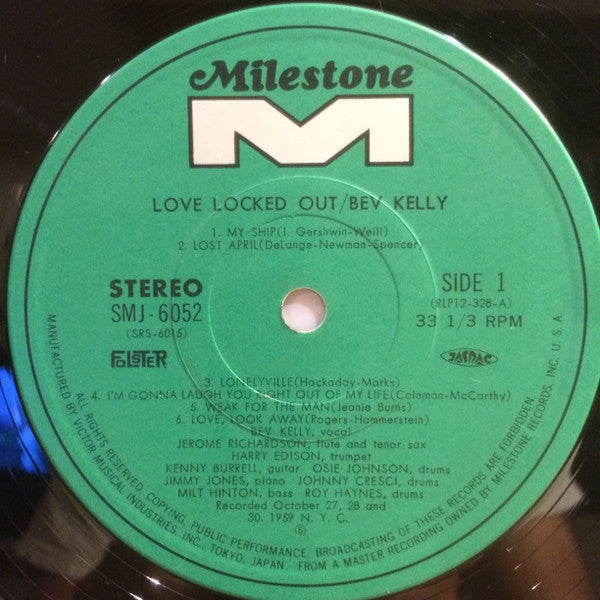 Milestone
M
LOVE LOCKED OUT/BEV KELLY
1. MY SHIP(I. Gershwin-Weill)
2. LOST APRIL(DeLange-Newman-Spencer)
STEREO
SMJ-6052
(SRS-6015)
FOLSTER
SIDE 1
(RLP12-328-A)
33 1/3 RPM
JASRAC
3. LONELYVILLE(Hackaday-Marks)
4. I'M GONNA LAUGH YOU RIGHT OUT OF MY LIFE(Coleman-McCarthy)
5. WEAK FOR THE MAN(Jeanie Burns)
6. LOVE, LOOK AWAY(Rogers-Hammerstein)
BEV KELLY, vocal
JEROME RICHARDSON, flute and tenor sax
HARRY EDISON, trumpet
KENNY BURRELL, guitar OSIE JOHNSON, drums
JIMMY JONES, piano JOHNNY CRESCI, drums
MILT HINTON, bass ROY HAYNES, drums
Recorded October 27, 28 and
30. 1959 N. Y. C.
MANUFACTURED BY VICTOR MUSICAL INDUSTRIES, INC., TOKYO, JAPAN FROM A MASTER RECORDING OWNED BY MILESTONE RECORDS, INC, U.S.A.
ALL RIGHTS RESERVED. COPYING, PUBLIC PERFORMANCE, BROADCASTING OF THESE RECORDS ARE FORBIDDEN.